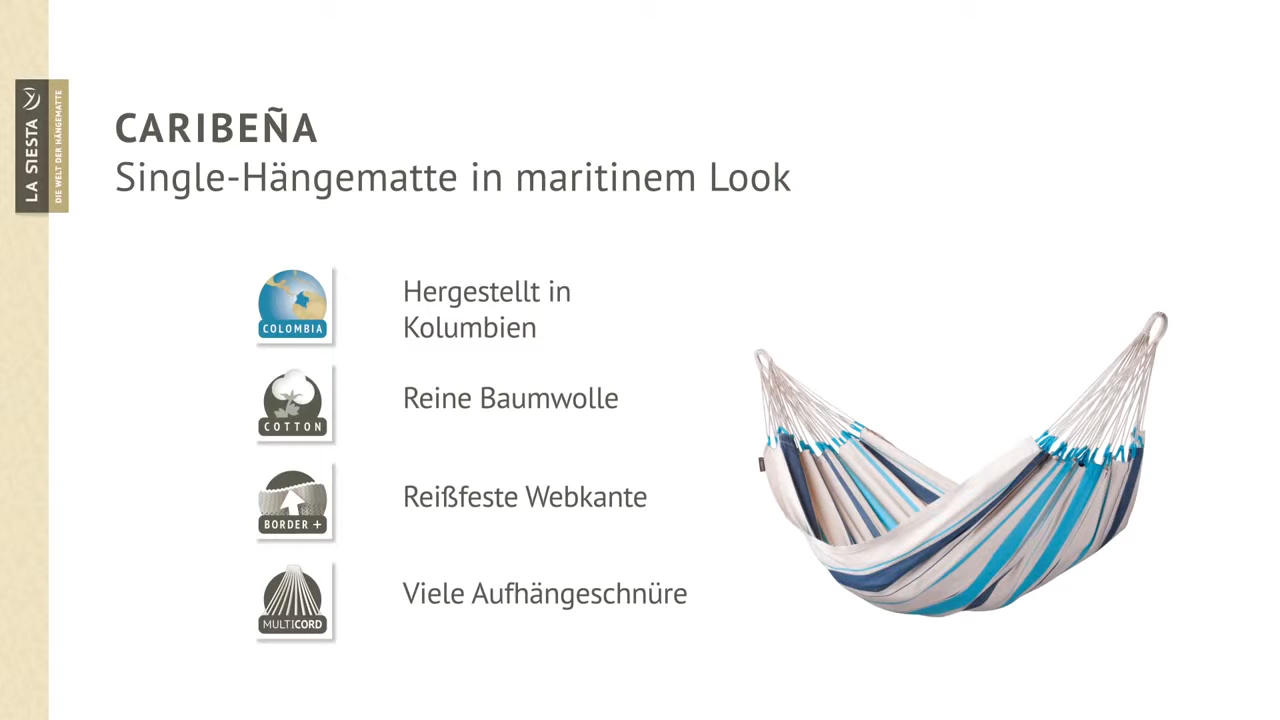 LA SIESTA
DIE WELT DER HÄNGEMATTE
CARIBEÑA
Single-Hängematte in maritinem Look
COLOMBIA
Hergestellt in
Kolumbien
COTTON
Reine Baumwolle
BORDER +
Reißfeste Webkante
MULTICORD
Viele Aufhängeschnüre